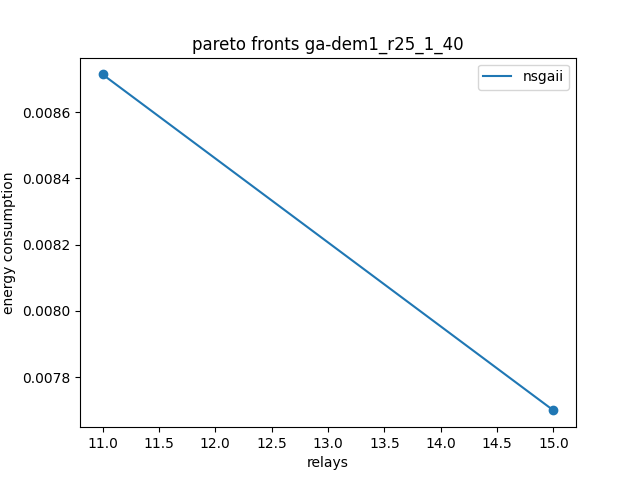 pareto fronts ga-dem1_r25_1_40
nsgaii
0.0086
0.0084
0.0082
0.0080
0.0078
energy consumption
11.0 11.5 12.0 12.5 13.0 13.5 14.0 14.5 15.0
relays